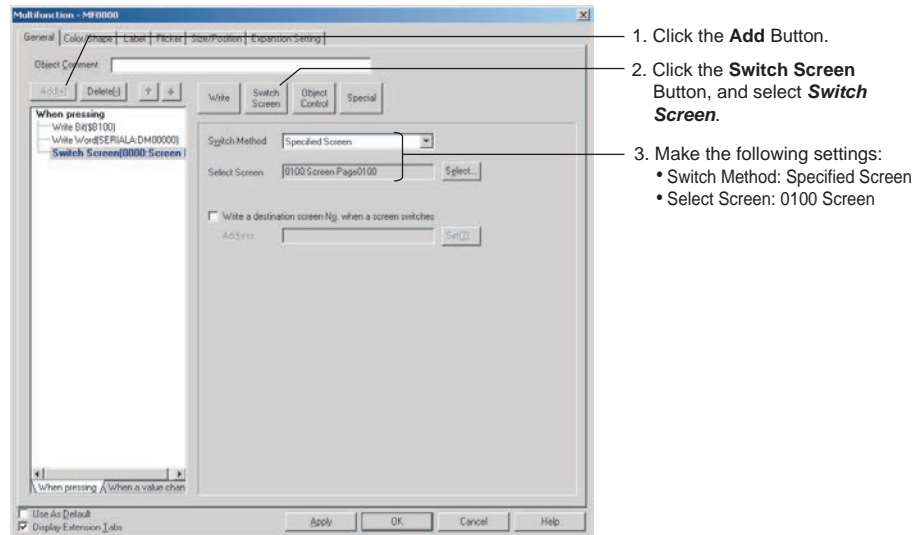 Multifunction - MF0000
General Color/Shape Label Flicker Size/Position Expansion Setting
Object Comment
Add(+) Delete(-)
Write Switch Screen Object Control Special
When pressing
Write Bit($B100)
Write Word(SERIALA:DM00000)
Switch Screen(0000:Screen
Switch Method Specified Screen
Select Screen 0100:Screen Page0100 Select...
Write a destination screen No. when a screen switches
Address Set(2)...
When pressing When a value chan
Use As Default
Display Extension Tabs
Apply OK Cancel Help
1. Click the Add Button.
2. Click the Switch Screen
Button, and select Switch
Screen.
3. Make the following settings:
• Switch Method: Specified Screen
• Select Screen: 0100 Screen